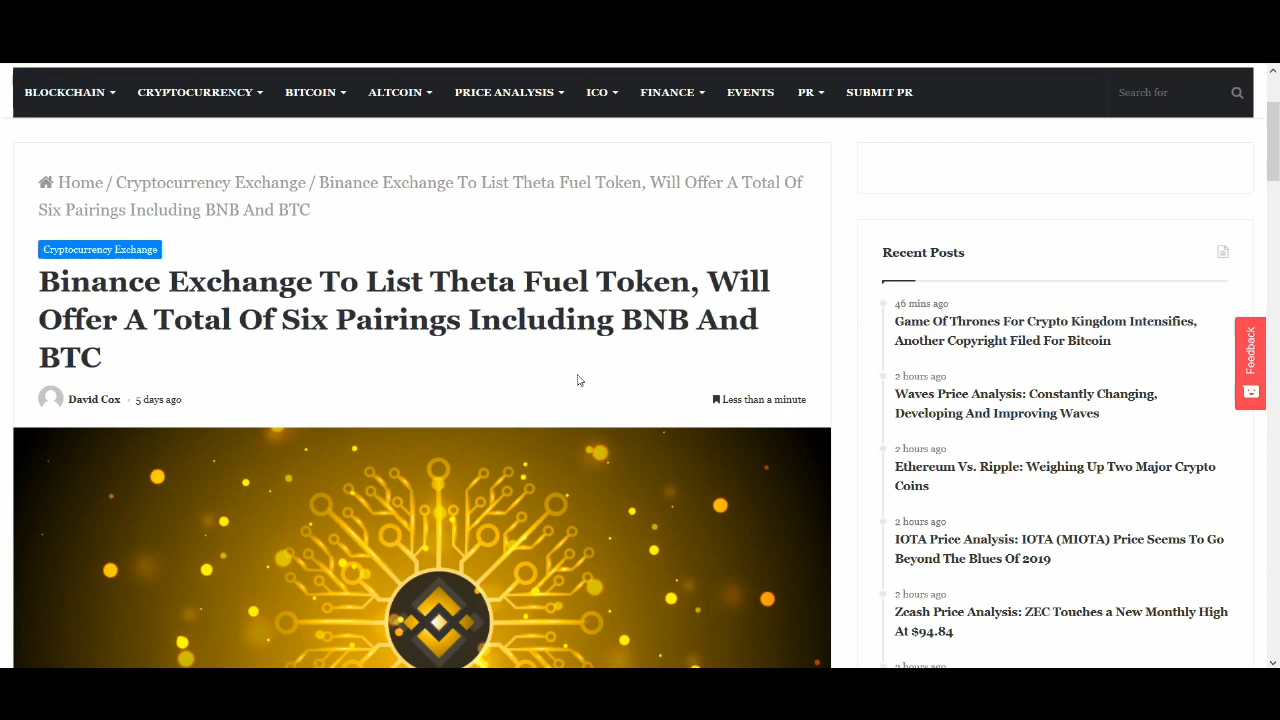 BLOCKCHAIN CRYPTOCURRENCY BITCOIN ALTCOIN PRICE ANALYSIS ICO FINANCE EVENTS PR SUBMIT PR Search for
Home / Cryptocurrency Exchange / Binance Exchange To List Theta Fuel Token, Will Offer A Total Of
Six Pairings Including BNB And BTC
Cryptocurrency Exchange
Binance Exchange To List Theta Fuel Token, Will
Offer A Total Of Six Pairings Including BNB And
BTC
David Cox 5 days ago Less than a minute
Recent Posts
46 mins ago
Game Of Thrones For Crypto Kingdom Intensifies,
Another Copyright Filed For Bitcoin
2 hours ago
Waves Price Analysis: Constantly Changing,
Developing And Improving Waves
2 hours ago
Ethereum Vs. Ripple: Weighing Up Two Major Crypto
Coins
2 hours ago
IOTA Price Analysis: IOTA (MIOTA) Price Seems To Go
Beyond The Blues Of 2019
2 hours ago
Zcash Price Analysis: ZEC Touches a New Monthly High
At $94.84
2 hours ago
Feedback